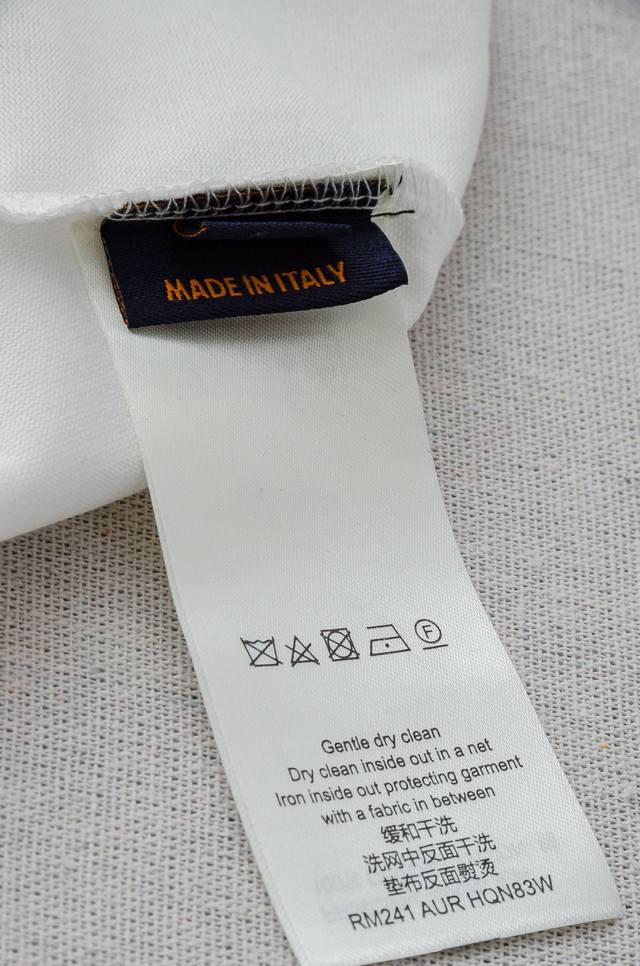 MADE IN ITALY
F
Gentle dry clean
Dry clean inside out in a net
Iron inside out protecting garment
with a fabric in between
缓和干洗
洗网中反面干洗
垫布反面熨烫
RM241 AUR HQN83W